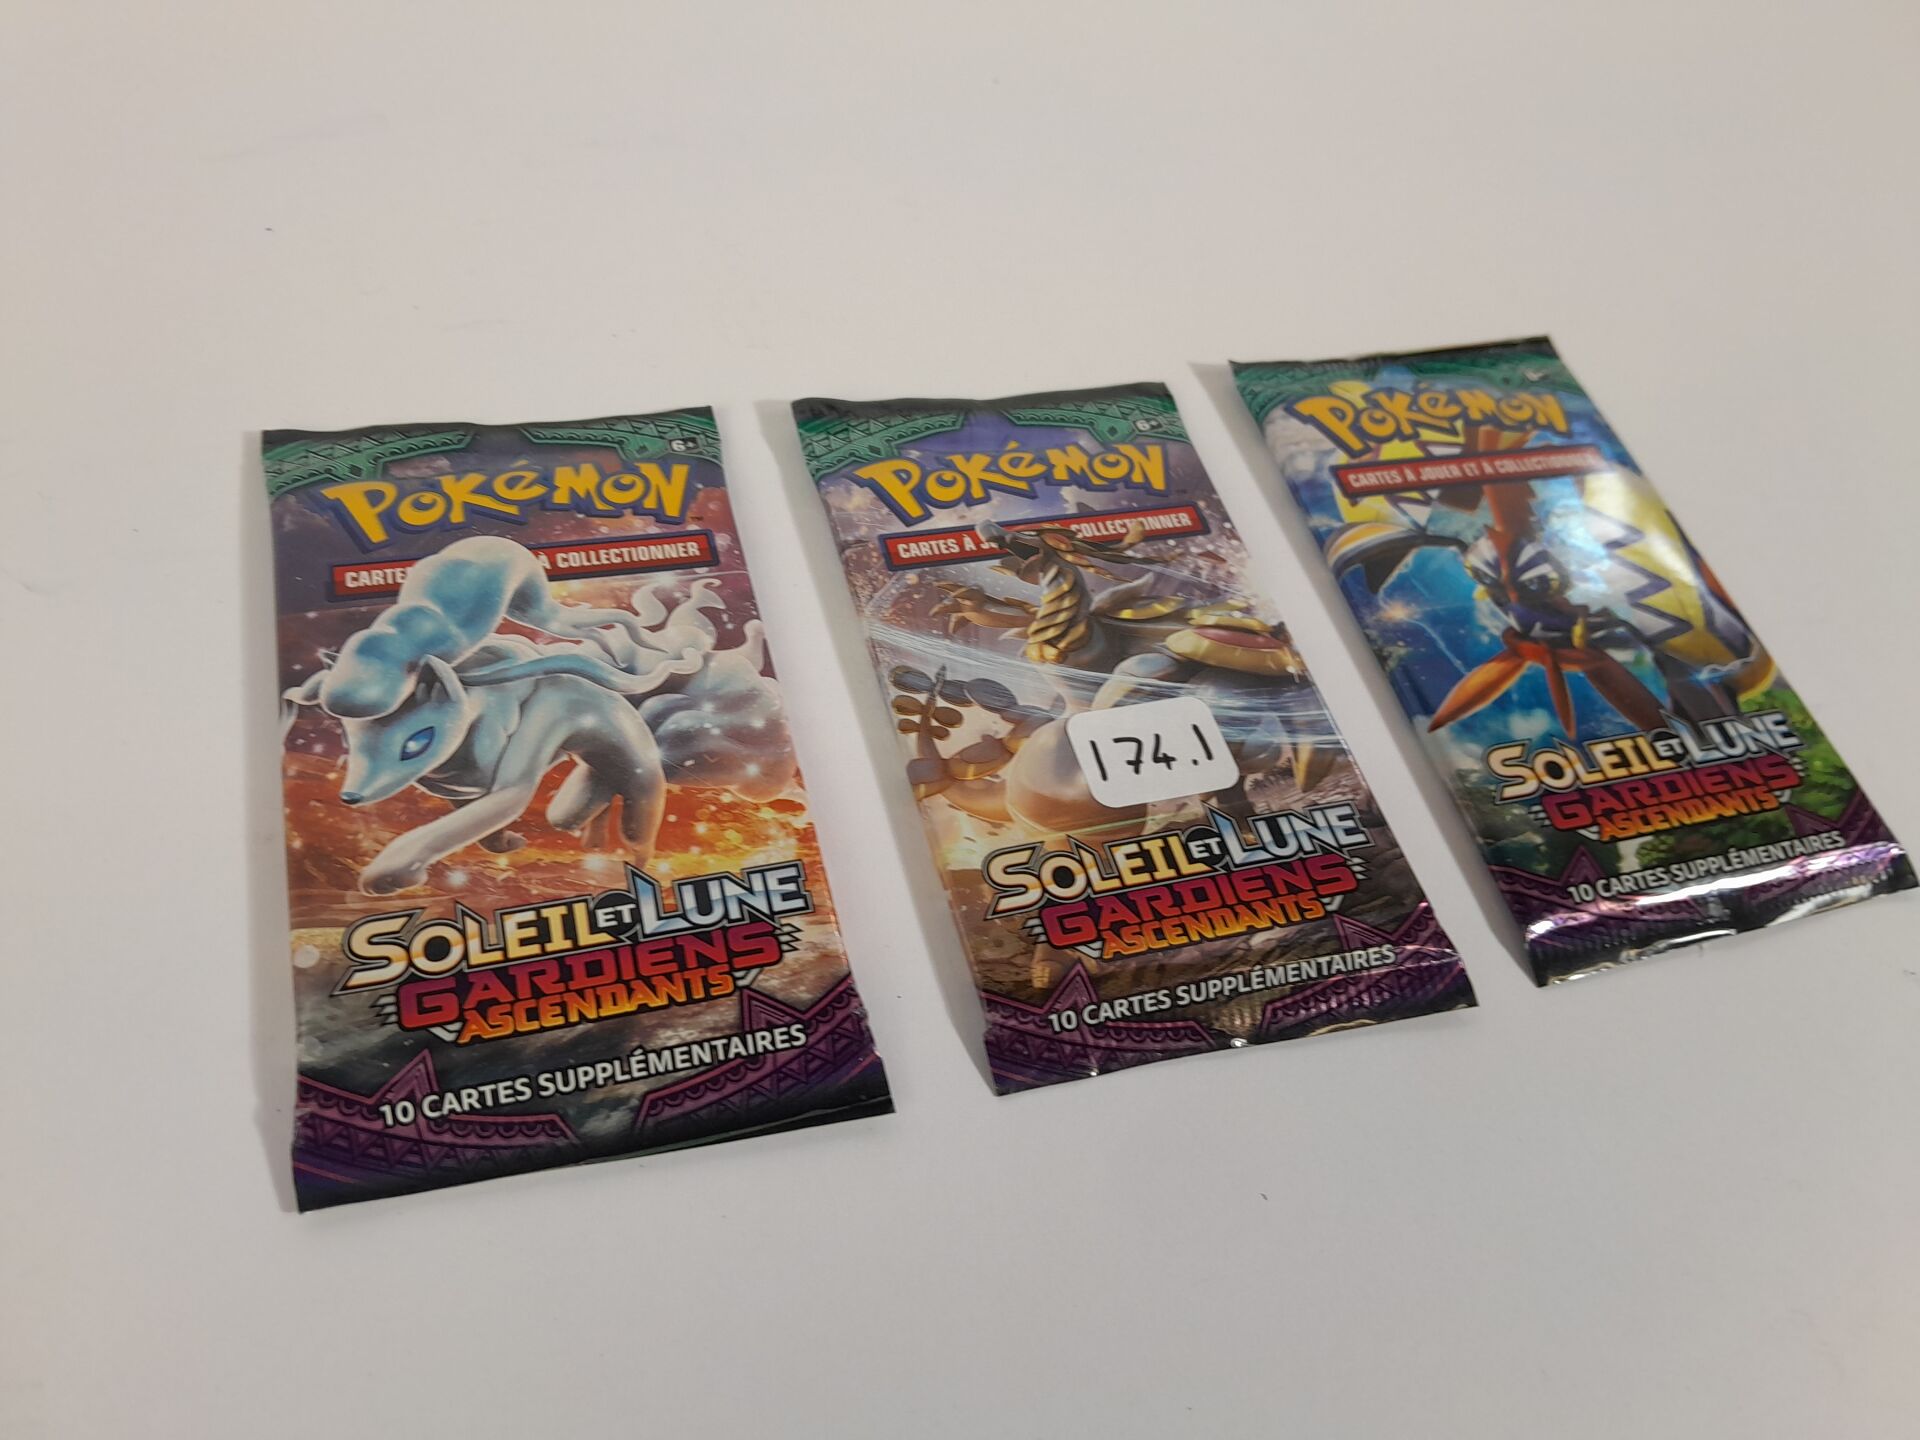 6+
POKÉMON
CARTES À COLLECTIONNER
SOLEIL ET LUNE
GARDIENS
ASCENDANTS
10 CARTES SUPPLÉMENTAIRES
6+
POKÉMON
CARTES À COLLECTIONNER
174.1
SOLEIL ET LUNE
GARDIENS
ASCENDANTS
10 CARTES SUPPLÉMENTAIRES
POKÉMON
CARTES À JOUER ET À COLLECTIONNER
SOLEIL ET LUNE
GARDIENS
ASCENDANTS
10 CARTES SUPPLÉMENTAIRES